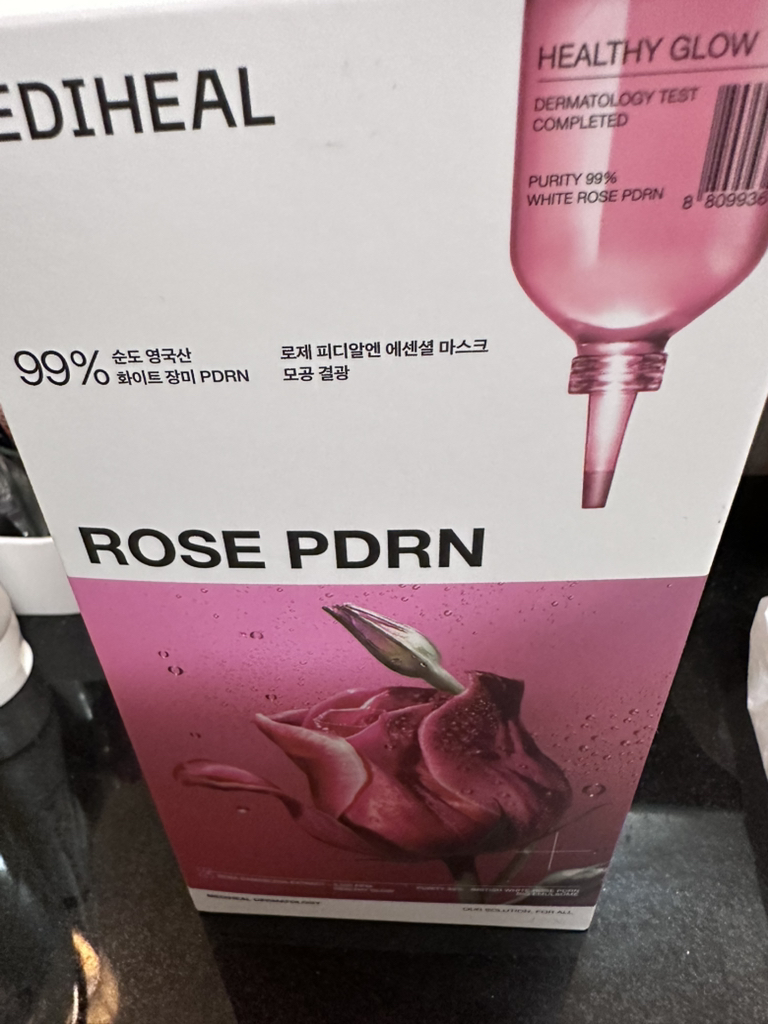 EDIHEAL
HEALTHY GLOW
DERMATOLOGY TEST
COMPLETED
PURITY 99%
WHITE ROSE PDRN
8 809936
99% 순도 영국산
화이트 장미 PDRN
로제 피디알엔 에센셜 마스크
모공 결광
ROSE PDRN
MEDIHEAL DERMATOLOGY
OUR SOLUTION, FOR ALL.